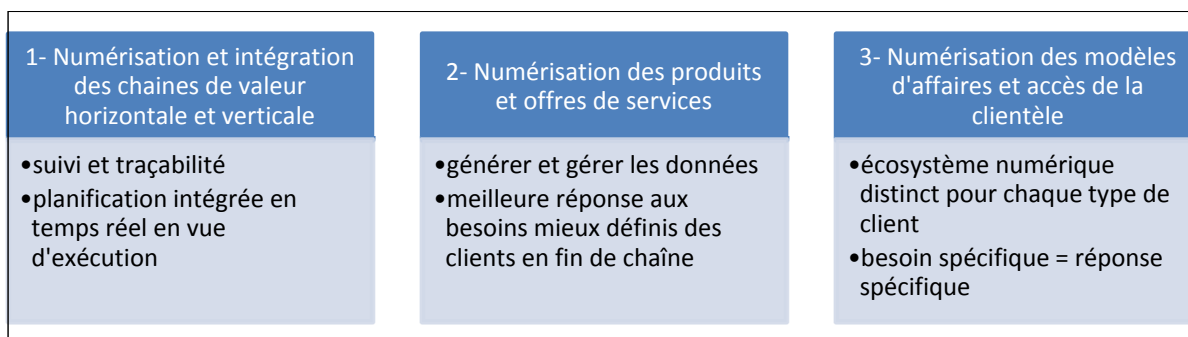 1- Numérisation et intégration
des chaines de valeur
horizontale et verticale
•suivi et traçabilité
•planification intégrée en
temps réel en vue
d'exécution
2- Numérisation des produits
et offres de services
•générer et gérer les données
•meilleure réponse aux
besoins mieux définis des
clients en fin de chaîne
3- Numérisation des modèles
d'affaires et accès de la
clientèle
•écosystème numérique
distinct pour chaque type de
client
•besoin spécifique = réponse
spécifique